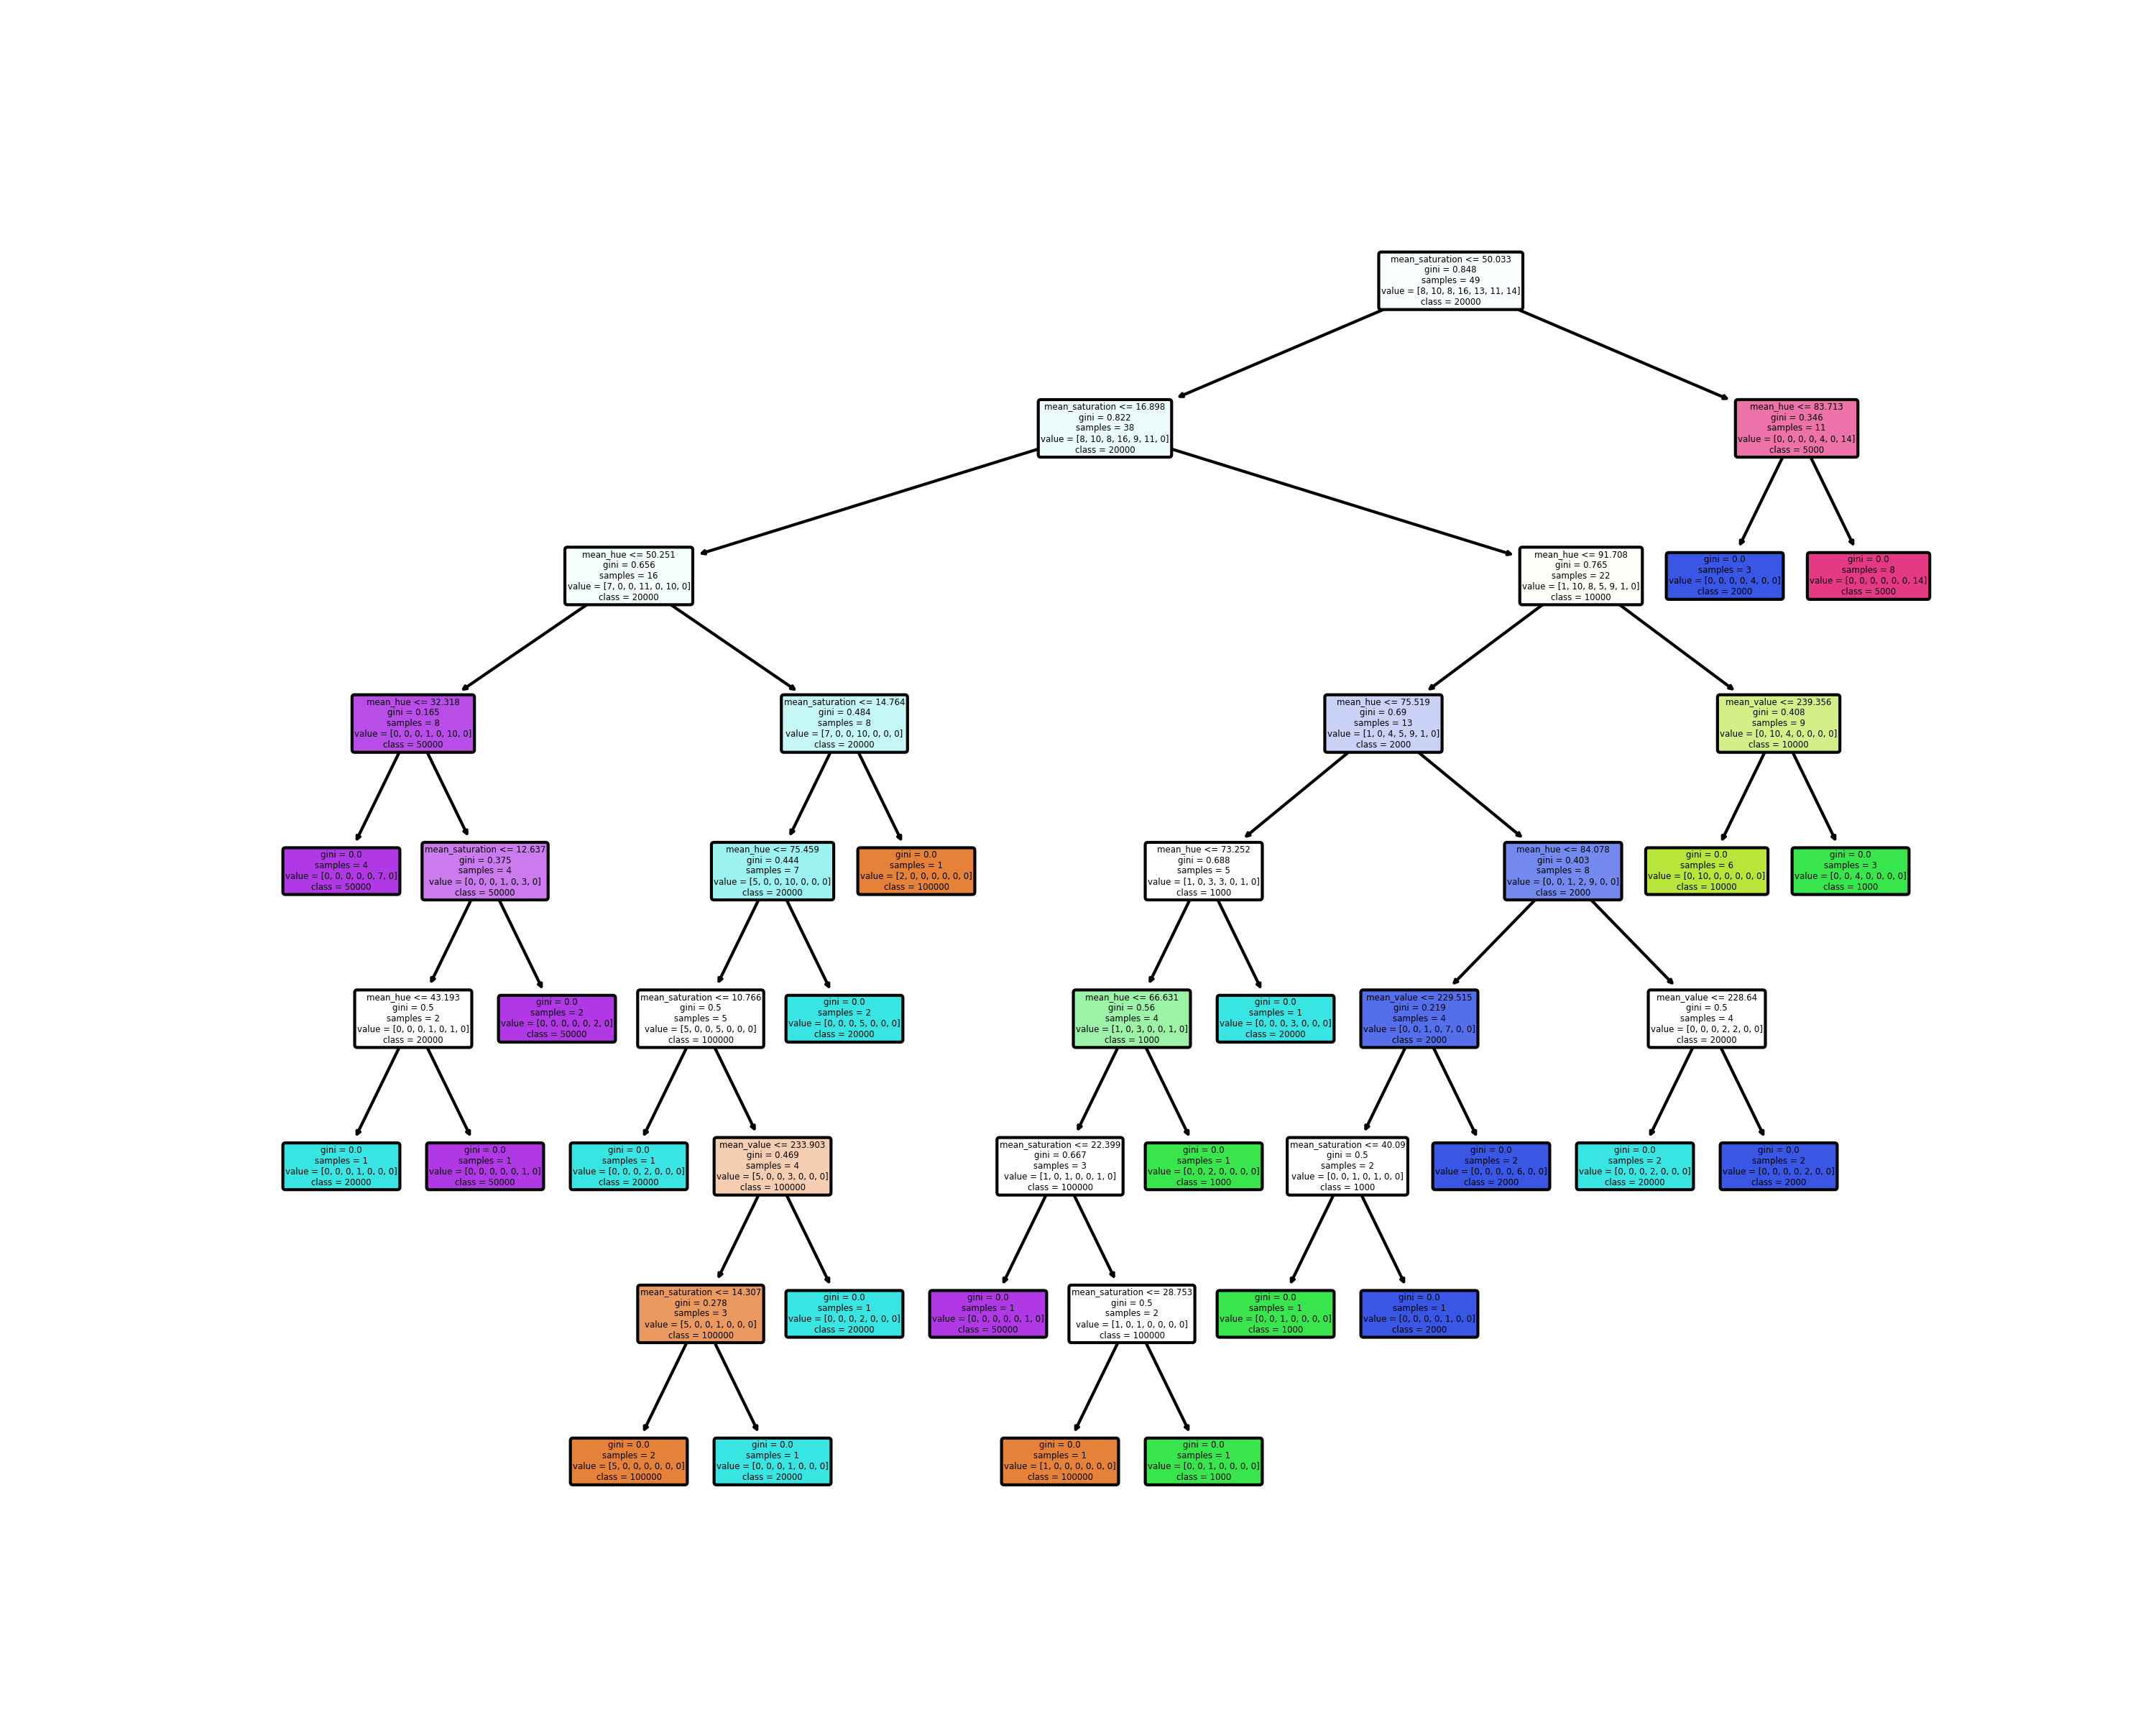 mean_saturation <= 50.033
gini = 0.848
samples = 49
value = [8, 10, 8, 16, 13, 11, 14]
class = 20000
mean_saturation <= 16.898
gini = 0.822
samples = 38
value = [8, 10, 8, 16, 9, 11, 0]
class = 20000
mean_hue <= 83.713
gini = 0.346
samples = 11
value = [0, 0, 0, 0, 4, 0, 14]
class = 5000
mean_hue <= 50.251
gini = 0.656
samples = 16
value = [7, 0, 0, 11, 0, 10, 0]
class = 20000
mean_hue <= 91.708
gini = 0.765
samples = 22
value = [1, 10, 8, 5, 9, 1, 0]
class = 10000
gini = 0.0
samples = 3
value = [0, 0, 0, 0, 4, 0, 0]
class = 2000
gini = 0.0
samples = 8
value = [0, 0, 0, 0, 0, 0, 14]
class = 5000
mean_hue <= 32.318
gini = 0.165
samples = 8
value = [0, 0, 0, 1, 0, 10, 0]
class = 50000
mean_saturation <= 14.764
gini = 0.484
samples = 8
value = [7, 0, 0, 10, 0, 0, 0]
class = 20000
mean_hue <= 75.519
gini = 0.69
samples = 13
value = [1, 0, 4, 5, 9, 1, 0]
class = 2000
mean_value <= 239.356
gini = 0.408
samples = 9
value = [0, 10, 4, 0, 0, 0, 0]
class = 10000
gini = 0.0
samples = 4
value = [0, 0, 0, 0, 0, 7, 0]
class = 50000
mean_saturation <= 12.637
gini = 0.375
samples = 4
value = [0, 0, 0, 1, 0, 3, 0]
class = 50000
mean_hue <= 75.459
gini = 0.444
samples = 7
value = [5, 0, 0, 10, 0, 0, 0]
class = 20000
gini = 0.0
samples = 1
value = [2, 0, 0, 0, 0, 0, 0]
class = 100000
mean_hue <= 73.252
gini = 0.688
samples = 5
value = [1, 0, 3, 3, 0, 1, 0]
class = 1000
mean_hue <= 84.078
gini = 0.403
samples = 8
value = [0, 0, 1, 2, 9, 0, 0]
class = 2000
gini = 0.0
samples = 6
value = [0, 10, 0, 0, 0, 0, 0]
class = 10000
gini = 0.0
samples = 3
value = [0, 0, 4, 0, 0, 0, 0]
class = 1000
mean_hue <= 43.193
gini = 0.5
samples = 2
value = [0, 0, 0, 1, 0, 1, 0]
class = 20000
gini = 0.0
samples = 2
value = [0, 0, 0, 0, 0, 2, 0]
class = 50000
mean_saturation <= 10.766
gini = 0.5
samples = 5
value = [5, 0, 0, 5, 0, 0, 0]
class = 100000
gini = 0.0
samples = 2
value = [0, 0, 0, 5, 0, 0, 0]
class = 20000
mean_hue <= 66.631
gini = 0.56
samples = 4
value = [1, 0, 3, 0, 0, 1, 0]
class = 1000
gini = 0.0
samples = 1
value = [0, 0, 0, 3, 0, 0, 0]
class = 20000
mean_value <= 229.515
gini = 0.219
samples = 4
value = [0, 0, 1, 0, 7, 0, 0]
class = 2000
mean_value <= 228.64
gini = 0.5
samples = 4
value = [0, 0, 0, 2, 2, 0, 0]
class = 20000
gini = 0.0
samples = 1
value = [0, 0, 0, 1, 0, 0, 0]
class = 20000
gini = 0.0
samples = 1
value = [0, 0, 0, 0, 0, 1, 0]
class = 50000
gini = 0.0
samples = 1
value = [0, 0, 0, 2, 0, 0, 0]
class = 20000
mean_value <= 233.903
gini = 0.469
samples = 4
value = [5, 0, 0, 3, 0, 0, 0]
class = 100000
mean_saturation <= 22.399
gini = 0.667
samples = 3
value = [1, 0, 1, 0, 0, 1, 0]
class = 100000
gini = 0.0
samples = 1
value = [0, 0, 2, 0, 0, 0, 0]
class = 1000
mean_saturation <= 40.09
gini = 0.5
samples = 2
value = [0, 0, 1, 0, 1, 0, 0]
class = 1000
gini = 0.0
samples = 2
value = [0, 0, 0, 0, 6, 0, 0]
class = 2000
gini = 0.0
samples = 2
value = [0, 0, 0, 2, 0, 0, 0]
class = 20000
gini = 0.0
samples = 2
value = [0, 0, 0, 0, 2, 0, 0]
class = 2000
mean_saturation <= 14.307
gini = 0.278
samples = 3
value = [5, 0, 0, 1, 0, 0, 0]
class = 100000
gini = 0.0
samples = 1
value = [0, 0, 0, 2, 0, 0, 0]
class = 20000
gini = 0.0
samples = 1
value = [0, 0, 0, 0, 0, 1, 0]
class = 50000
mean_saturation <= 28.753
gini = 0.5
samples = 2
value = [1, 0, 1, 0, 0, 0, 0]
class = 100000
gini = 0.0
samples = 1
value = [0, 0, 1, 0, 0, 0, 0]
class = 1000
gini = 0.0
samples = 1
value = [0, 0, 0, 0, 1, 0, 0]
class = 2000
gini = 0.0
samples = 2
value = [5, 0, 0, 0, 0, 0, 0]
class = 100000
gini = 0.0
samples = 1
value = [0, 0, 0, 1, 0, 0, 0]
class = 20000
gini = 0.0
samples = 1
value = [1, 0, 0, 0, 0, 0, 0]
class = 100000
gini = 0.0
samples = 1
value = [0, 0, 1, 0, 0, 0, 0]
class = 1000